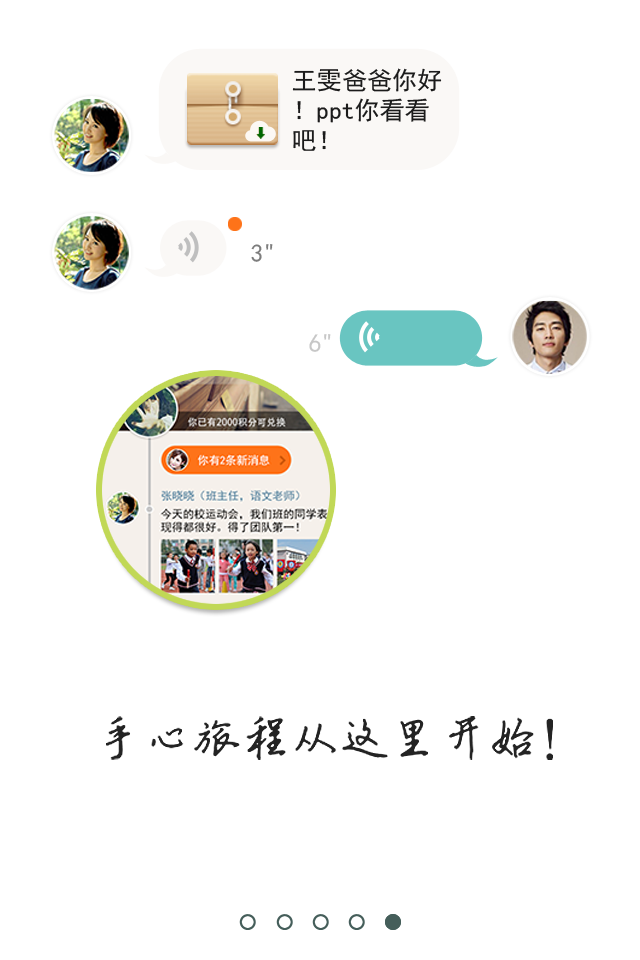 王雯爸爸你好
！ppt你看看
吧！
3"
6"
你已有2000积分可兑换
你有2条新消息
张晓晓（班主任，语文老师）
今天的校运动会，我们班的同学表
现得都很好。得了团队第一！
手心旅程从这里开始！